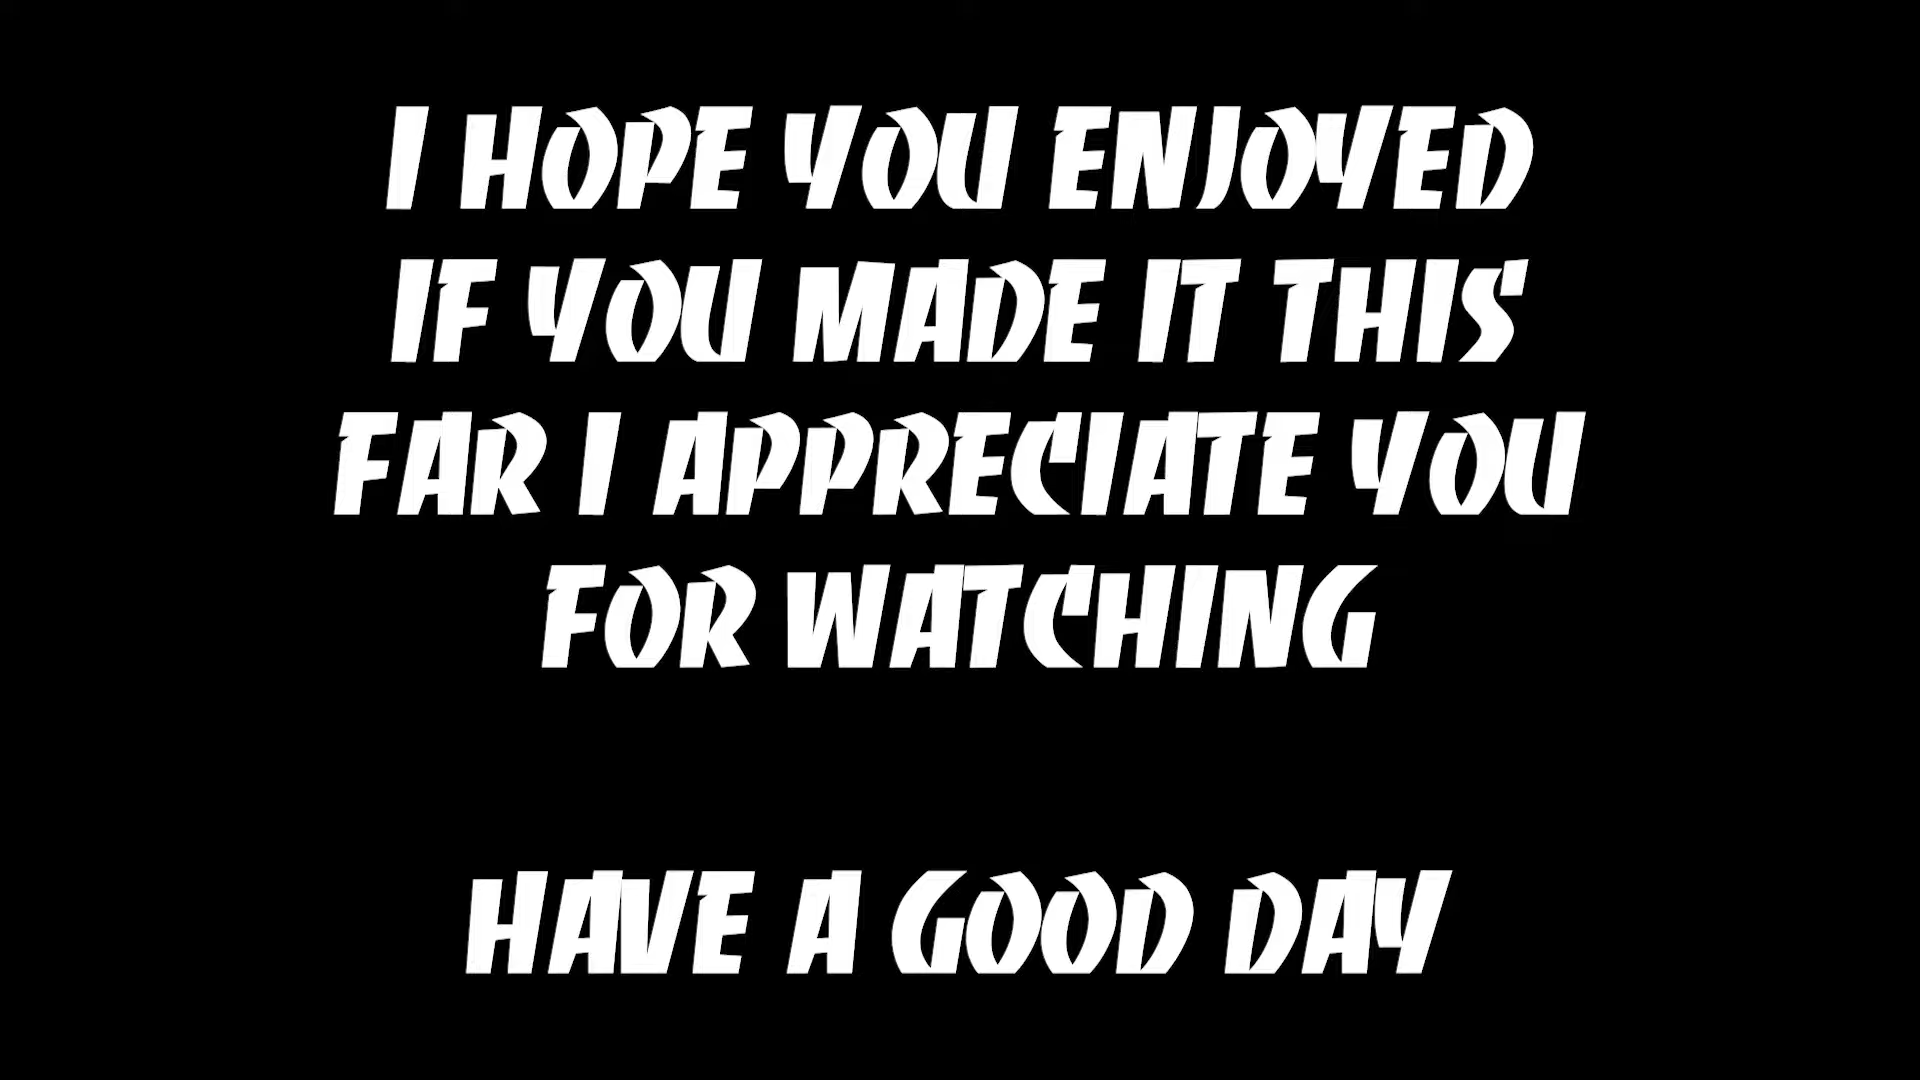 I HOPE YOU ENJOYED
IF YOU MADE IT THIS
FAR I APPRECIATE YOU
FOR WATCHING
HAVE A GOOD DAY